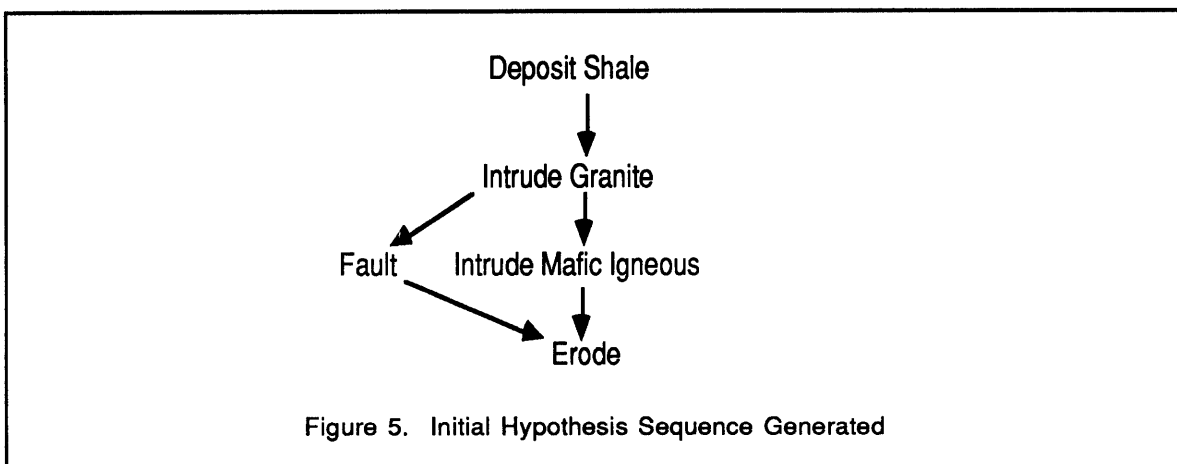 Deposit Shale
Intrude Granite
Fault
Intrude Mafic Igneous
Erode
Figure 5. Initial Hypothesis Sequence Generated